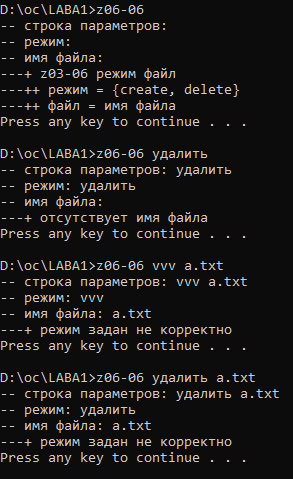 D:\oc\LABA1>z06-06
-- строка параметров:
-- режим:
-- имя файла:
---+ z03-06 режим файл
---++ режим = {create, delete}
---++ файл = имя файла
Press any key to continue . . .
D:\oc\LABA1>z06-06 удалить
-- строка параметров: удалить
-- режим: удалить
-- имя файла:
---+ отсутствует имя файла
Press any key to continue . . .
D:\oc\LABA1>z06-06 vvv a.txt
-- строка параметров: vvv a.txt
-- режим: vvv
-- имя файла: a.txt
---+ режим задан не корректно
Press any key to continue . . .
D:\oc\LABA1>z06-06 удалить a.txt
-- строка параметров: удалить a.txt
-- режим: удалить
-- имя файла: a.txt
---+ режим задан не корректно
Press any key to continue . . .